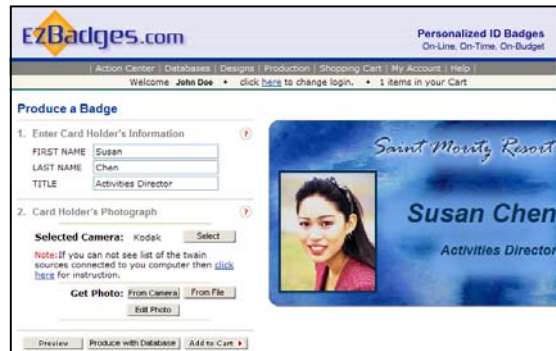 EZBadges.com
Personalized ID Badges
On-Line, On-Time, On-Budget
| Action Center | Databases | Designs | Production | Shopping Cart | My Account | Help |
Welcome John Doe • click here to change login. • 1 items in your Cart
Produce a Badge
1. Enter Card Holder's Information ?
FIRST NAME Susan
LAST NAME Chen
TITLE Activities Director
2. Card Holder's Photograph ?
Selected Camera: Kodak Select
Note: If you can not see list of the twain
sources connected to you computer then click
here for instruction.
Get Photo: From Camera From File
Edit Photo
Preview Produce with Database Add to Cart
Saint Moritz Resort
Susan Chen
Activities Director